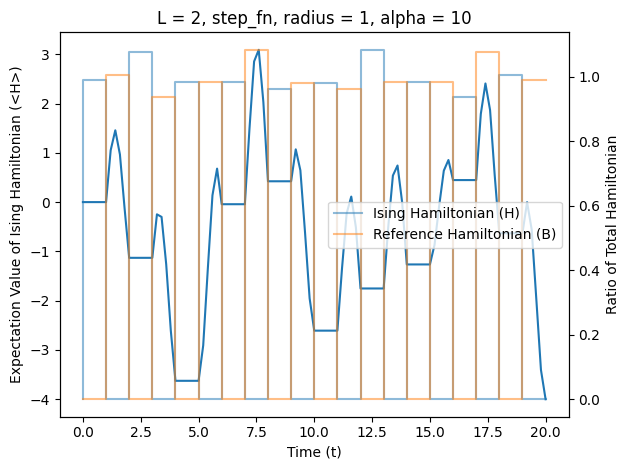 L = 2, step_fn, radius = 1, alpha = 10
Expectation Value of Ising Hamiltonian (<H>)
3
2
1
0
−1
−2
−3
−4
Ising Hamiltonian (H)
Reference Hamiltonian (B)
1.0
0.8
0.6
0.4
0.2
0.0
Ratio of Total Hamiltonian
0.0 2.5 5.0 7.5 10.0 12.5 15.0 17.5 20.0
Time (t)